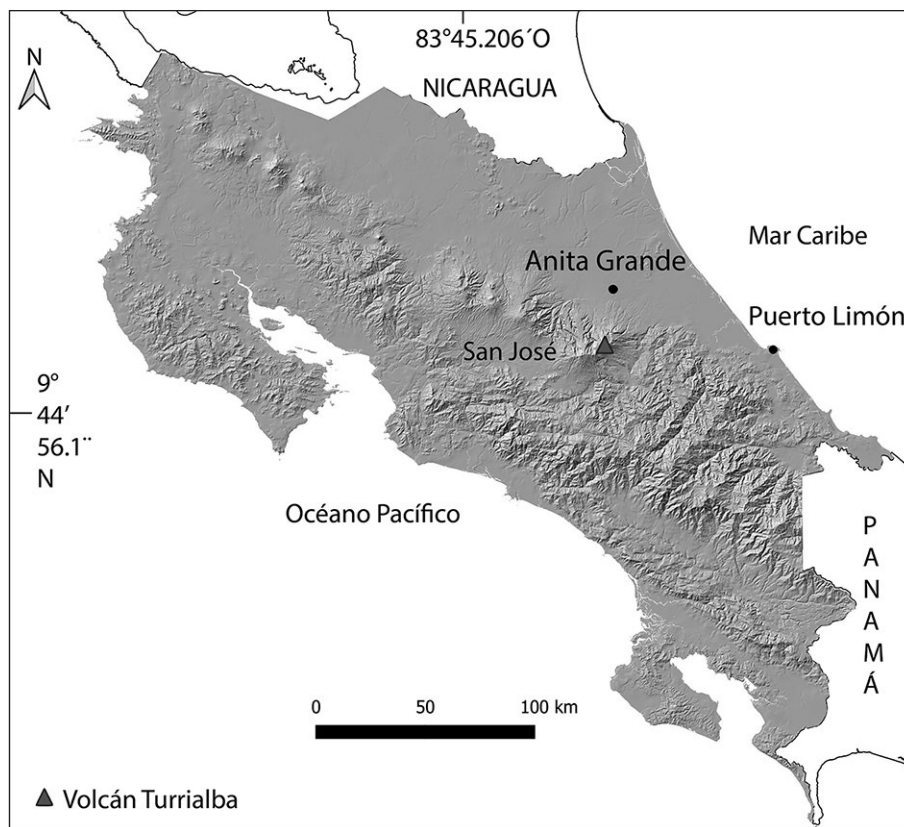 83°45.206´O
N
NICARAGUA
Mar Caribe
Anita Grande
Puerto Limón
San José
9°
44′
56.1¨
N
Océano Pacífico
P
A
N
A
M
Á
0 50 100 km
Volcán Turrialba